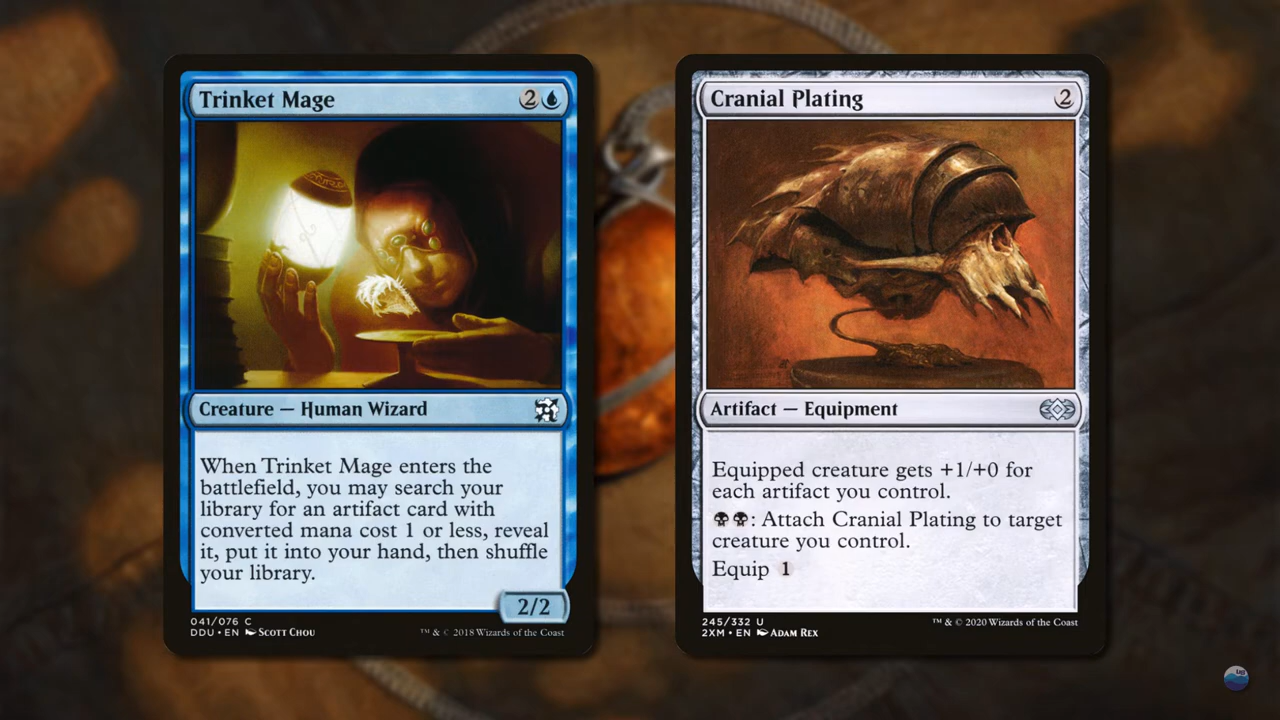 Trinket Mage 2
Creature — Human Wizard
When Trinket Mage enters the
battlefield, you may search your
library for an artifact card with
converted mana cost 1 or less, reveal
it, put it into your hand, then shuffle
your library.
2/2
041/076 C
DDU • EN Scott Chou
™ & © 2018 Wizards of the Coast
Cranial Plating 2
Artifact — Equipment
Equipped creature gets +1/+0 for
each artifact you control.
: Attach Cranial Plating to target
creature you control.
Equip 1
245/332 U
2XM • EN Adam Rex
™ & © 2020 Wizards of the Coast